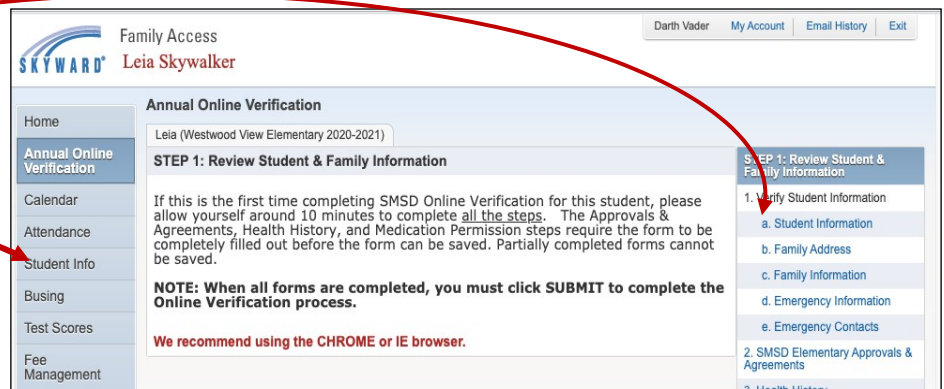 Darth Vader My Account Email History Exit
Family Access
SKYWARD® Leia Skywalker
Annual Online Verification
Leia (Westwood View Elementary 2020-2021)
Home
Annual Online
Verification
Calendar
Attendance
Student Info
Busing
Test Scores
Fee
Management
STEP 1: Review Student & Family Information
If this is the first time completing SMSD Online Verification for this student, please
allow yourself around 10 minutes to complete all the steps. The Approvals &
Agreements, Health History, and Medication Permission steps require the form to be
completely filled out before the form can be saved. Partially completed forms cannot
be saved.
NOTE: When all forms are completed, you must click SUBMIT to complete the
Online Verification process.
We recommend using the CHROME or IE browser.
STEP 1: Review Student &
Family Information
1. Verify Student Information
a. Student Information
b. Family Address
c. Family Information
d. Emergency Information
e. Emergency Contacts
2. SMSD Elementary Approvals &
Agreements
3. Health History